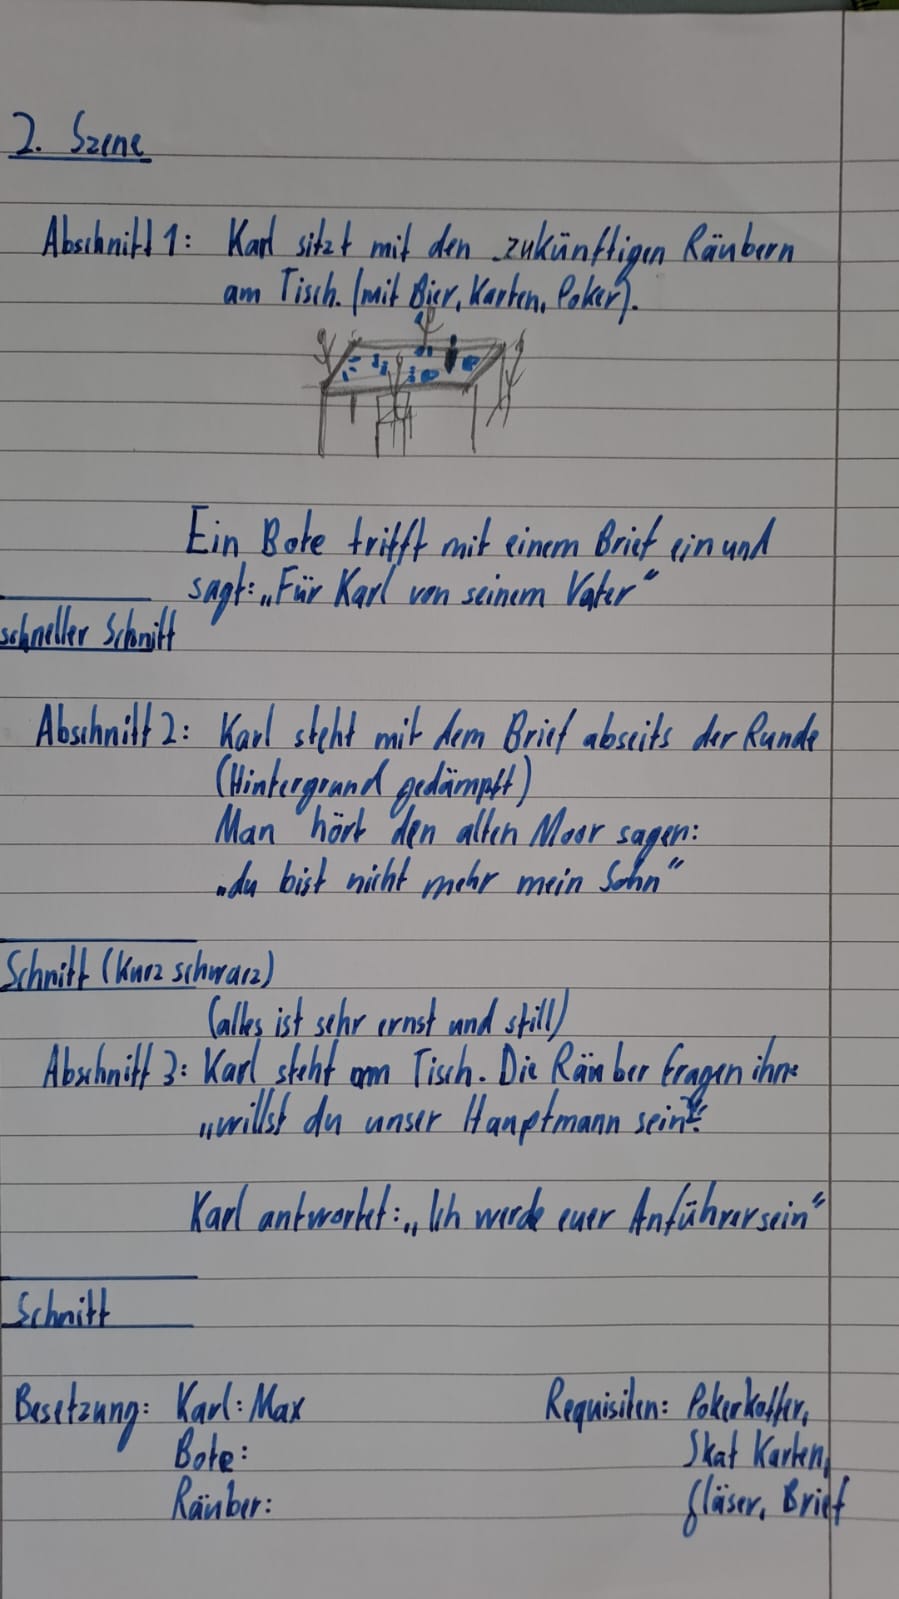 2. Szene
Abschnitt 1: Karl sitzt mit den zukünftigen Räubern
am Tisch. (mit Bier, Karten, Poker).
Ein Bote trifft mit einem Brief ein und
sagt: „Für Karl von seinem Vater“
schneller Schnitt
Abschnitt 2: Karl steht mit dem Brief abseits der Runde
(Hintergrund gedämpft)
Man hört den alten Moor sagen:
„du bist nicht mehr mein Sohn“
Schnitt (kurz schwarz)
(alles ist sehr ernst und still)
Abschnitt 3: Karl steht am Tisch. Die Räuber fragen ihn:
„willst du unser Hauptmann sein“?
Karl antwortet: „Ich werde euer Anführer sein“
Schnitt
Besetzung: Karl: Max Requisiten: Pokerkoffer,
Bote: Skat Karten,
Räuber: Gläser, Brief